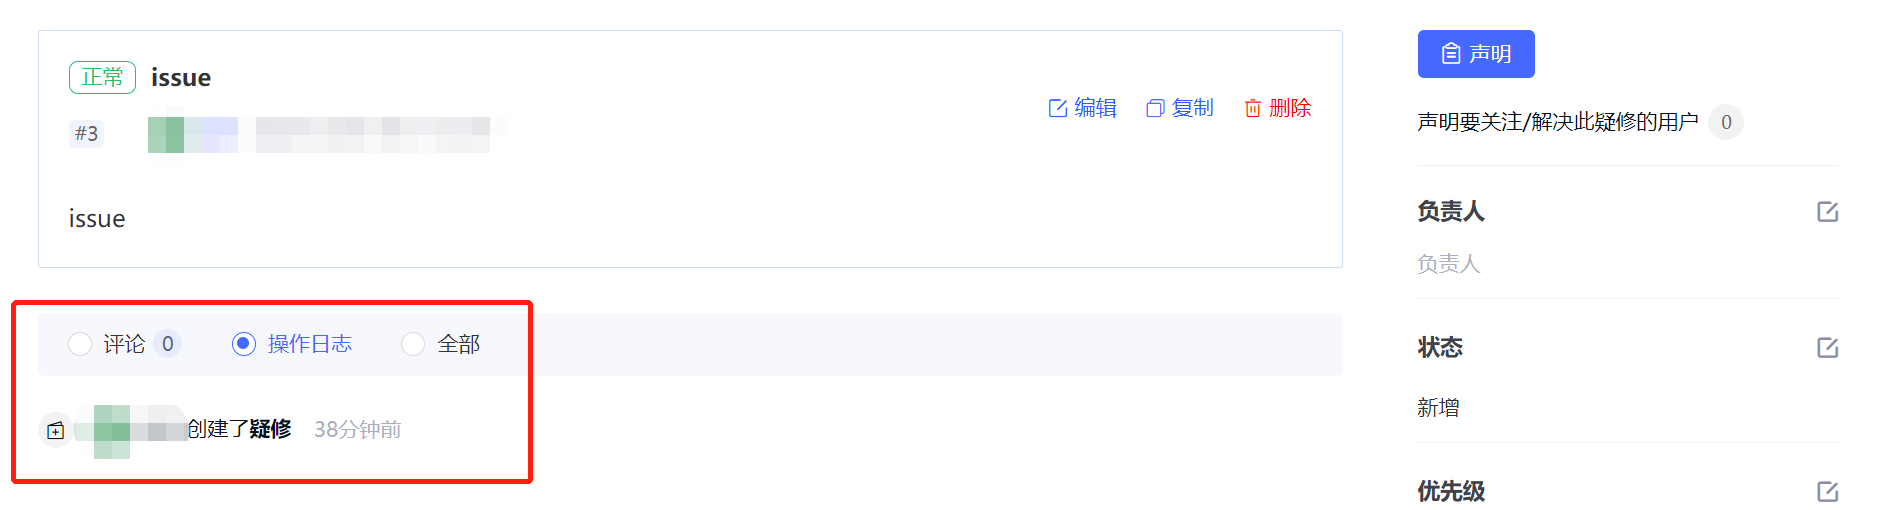 正常 issue
#3
编辑 复制 删除
issue
评论 0 操作日志 全部
创建了疑修 38分钟前
声明
声明要关注/解决此疑修的用户 0
负责人
负责人
状态
新增
优先级